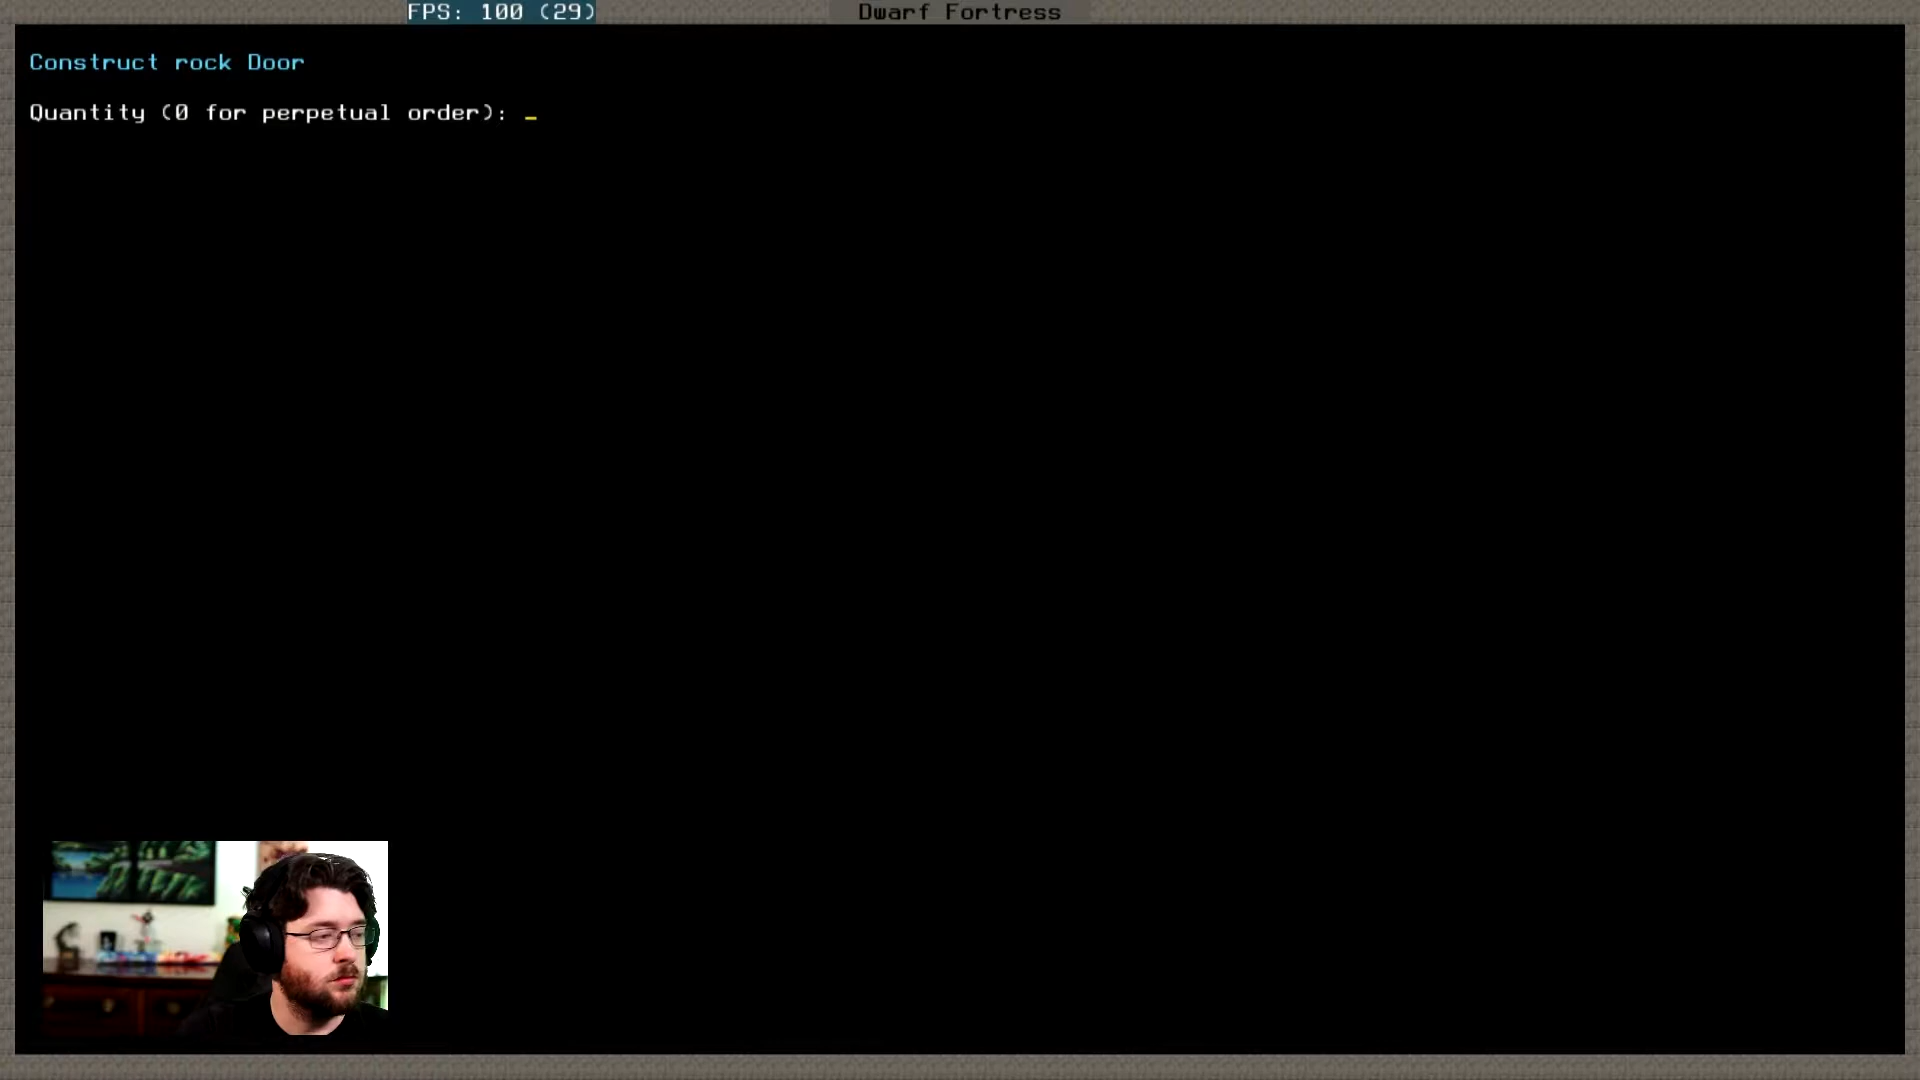 FPS: 100 (29)
Dwarf Fortress
Construct rock Door
Quantity (0 for perpetual order): _